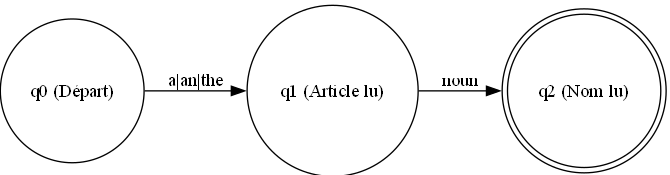 q0 (Départ)
a|an|the
q1 (Article lu)
noun
q2 (Nom lu)